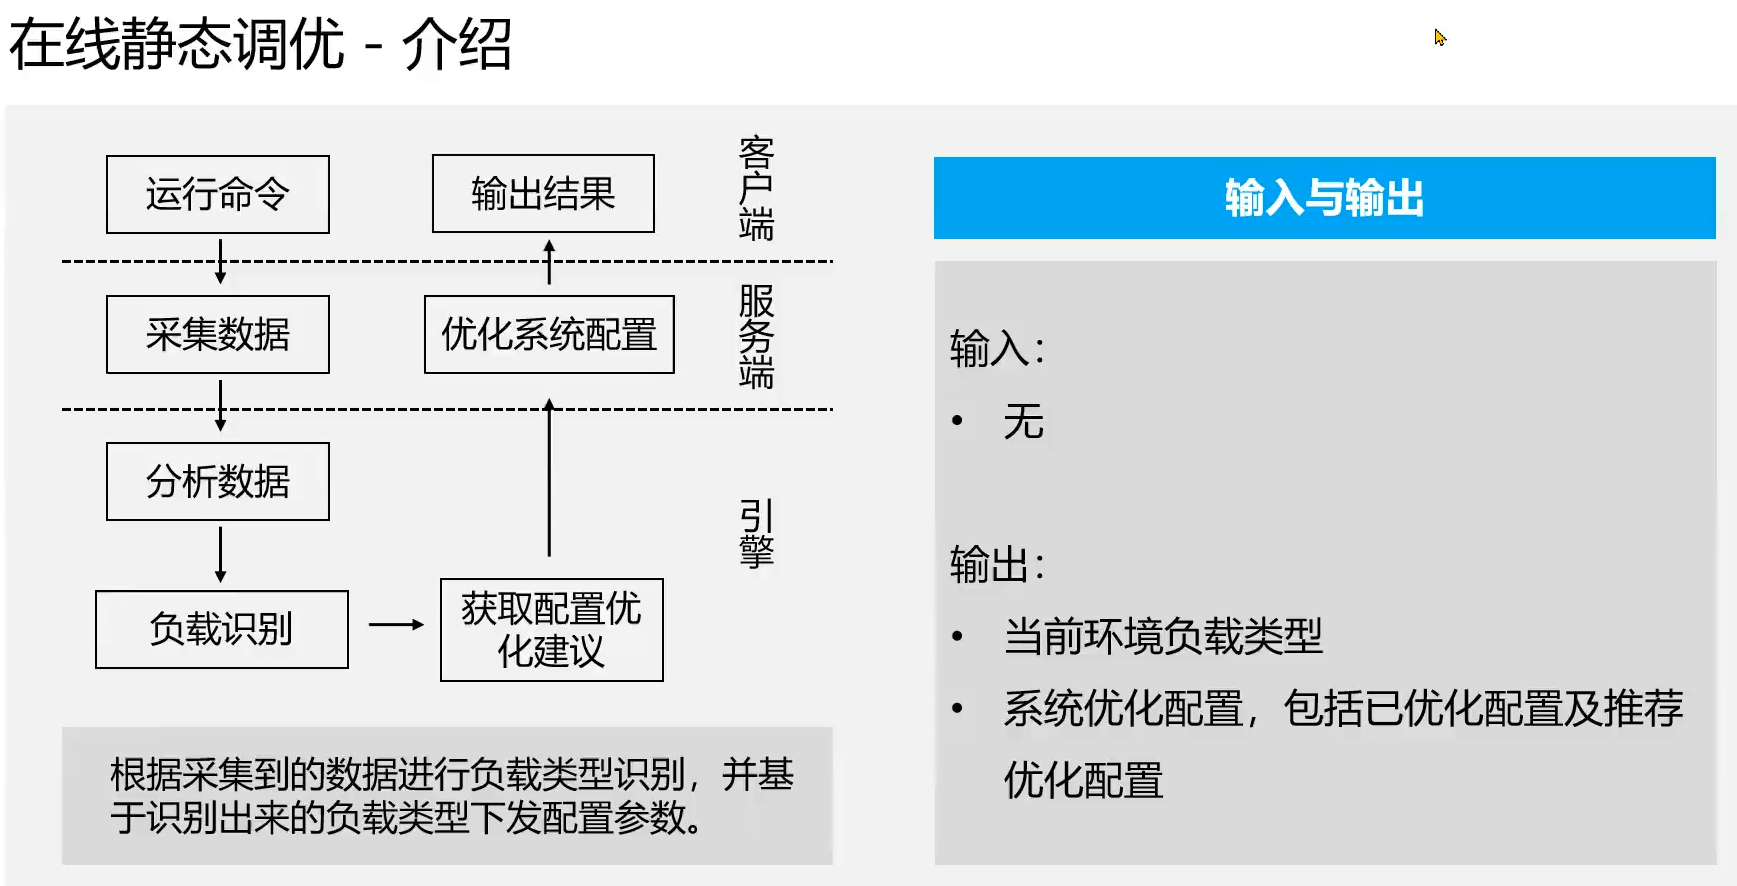 在线静态调优 - 介绍
运行命令
输出结果
客户端
采集数据
优化系统配置
服务端
分析数据
引擎
负载识别
获取配置优
化建议
根据采集到的数据进行负载类型识别，并基
于识别出来的负载类型下发配置参数。
输入与输出
输入：
• 无
输出：
• 当前环境负载类型
• 系统优化配置，包括已优化配置及推荐
优化配置